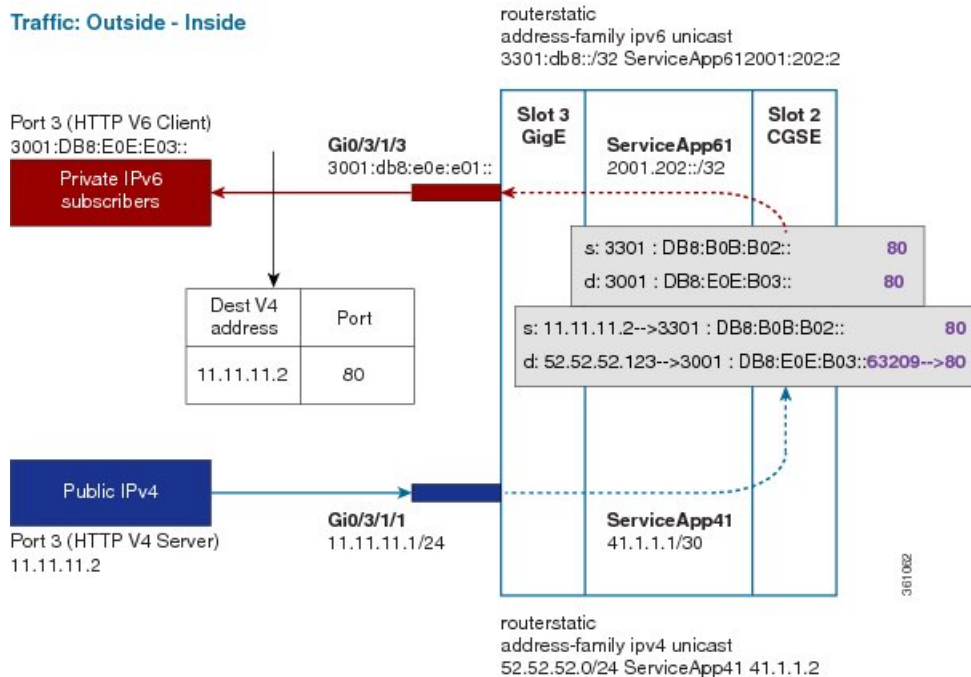 Traffic: Outside - Inside
routerstatic
address-family ipv6 unicast
3301:db8::/32 ServiceApp612001:202:2
Port 3 (HTTP V6 Client)
3001:DB8:E0E:E03::
Private IPv6
subscribers
Gi0/3/1/3
3001:db8:e0e:e01::
Slot 3
GigE
ServiceApp61
2001.202::/32
Slot 2
CGSE
s: 3301 : DB8:B0B:B02:: 80
d: 3001 : DB8:E0E:B03:: 80
s: 11.11.11.2-->3301 : DB8:B0B:B02:: 80
d: 52.52.52.123-->3001 : DB8:E0E:B03::63209-->80
Dest V4
address
Port
11.11.11.2
80
Public IPv4
Port 3 (HTTP V4 Server)
11.11.11.2
Gi0/3/1/1
11.11.11.1/24
ServiceApp41
41.1.1.1/30
361062
routerstatic
address-family ipv4 unicast
52.52.52.0/24 ServiceApp41 41.1.1.2